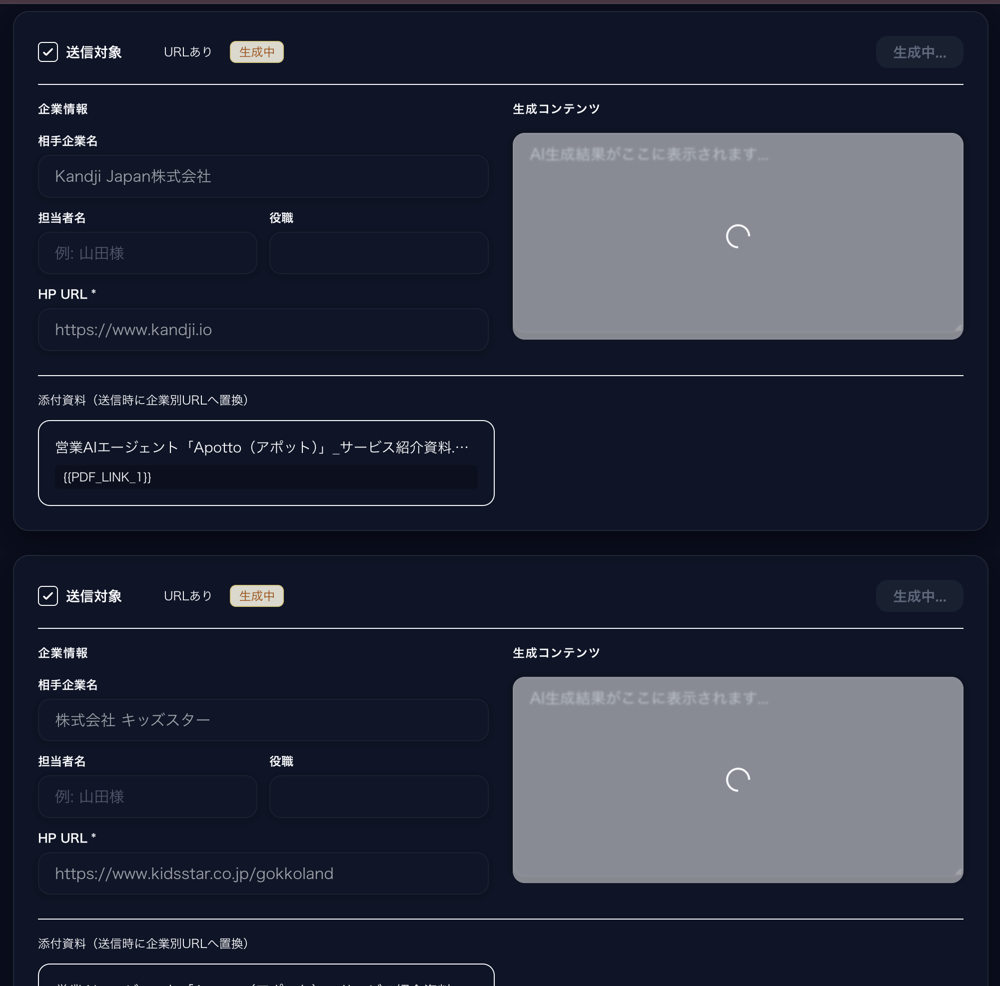 送信対象 URLあり 生成中 生成中...
企業情報
相手企業名
Kandji Japan株式会社
担当者名 役職
例: 山田様
HP URL *
https://www.kandji.io
生成コンテンツ
AI生成結果がここに表示されます...
添付資料（送信時に企業別URLへ置換）
営業AIエージェント「Apotto（アポット）」_サービス紹介資料.…
{{PDF_LINK_1}}
送信対象 URLあり 生成中 生成中...
企業情報
相手企業名
株式会社 キッズスター
担当者名 役職
例: 山田様
HP URL *
https://www.kidsstar.co.jp/gokkoland
生成コンテンツ
AI生成結果がここに表示されます...
添付資料（送信時に企業別URLへ置換）